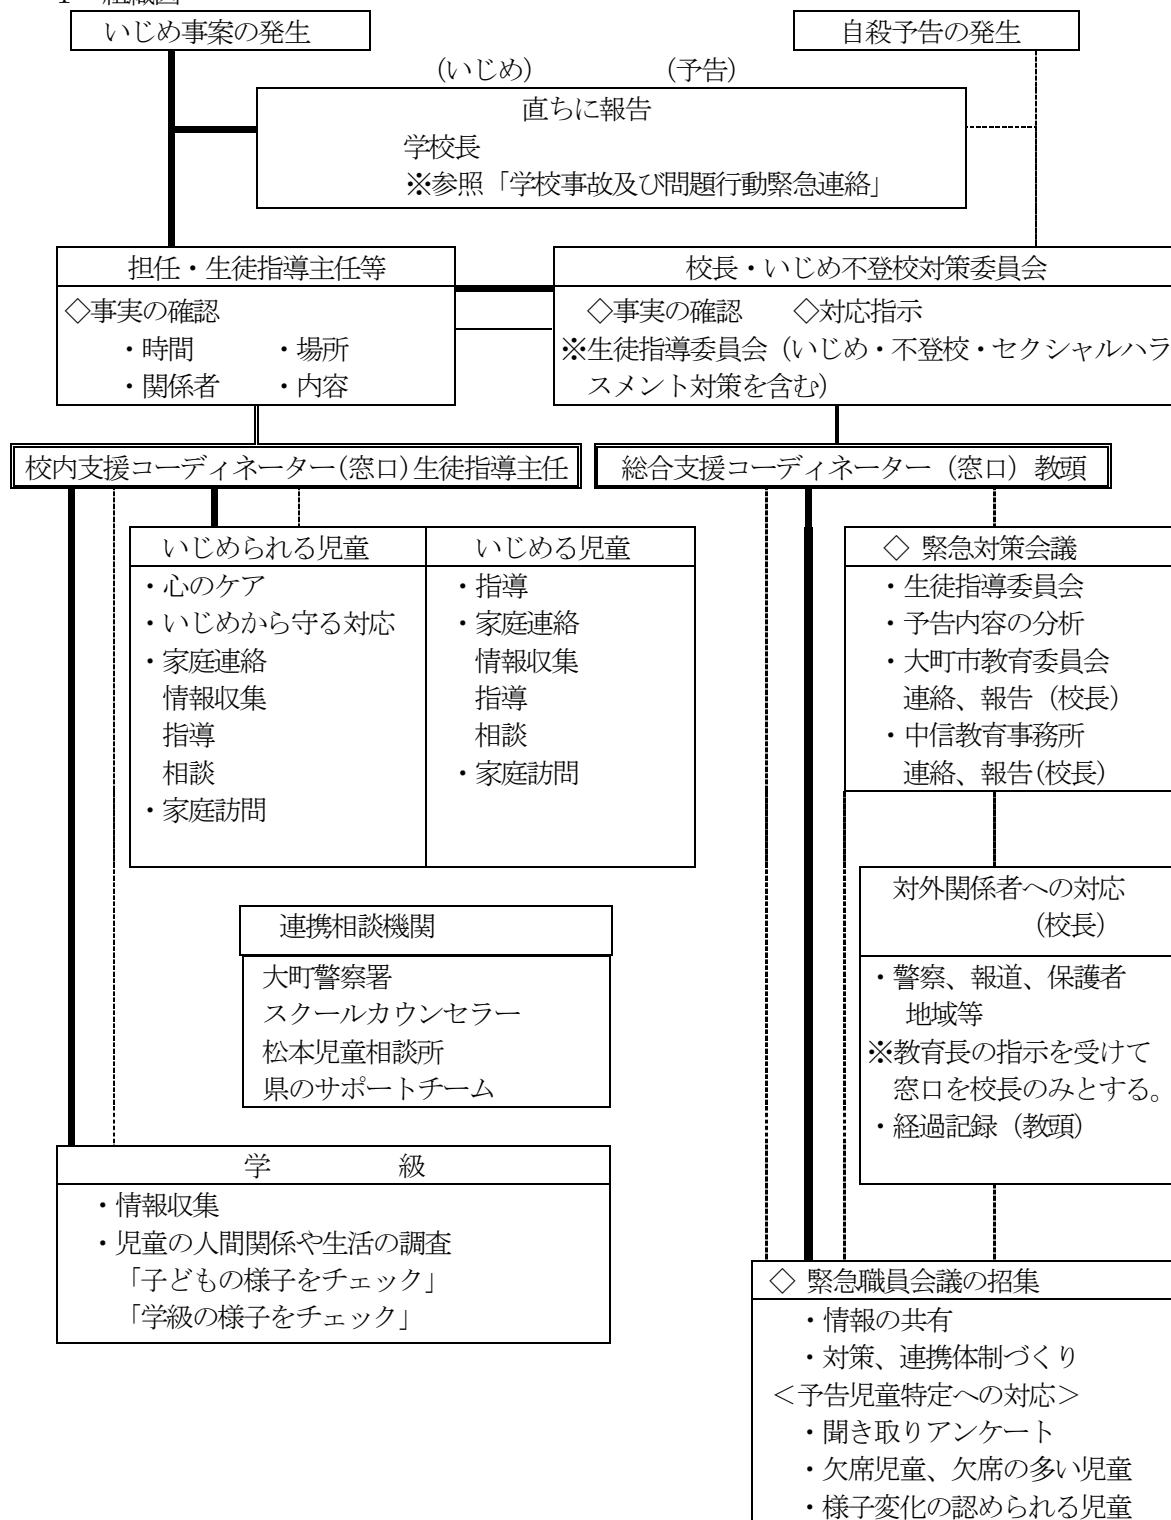 いじめ事案の発生
自殺予告の発生
(いじめ) (予告)
直ちに報告
学校長
※参照「学校事故及び問題行動緊急連絡」
担任・生徒指導主任等
◇事実の確認
・時間 ・場所
・関係者 ・内容
校長・いじめ不登校対策委員会
◇事実の確認 ◇対応指示
※生徒指導委員会(いじめ・不登校・セクシャルハラ
スメント対策を含む)
校内支援コーディネーター(窓口)生徒指導主任
総合支援コーディネーター(窓口)教頭
いじめられる児童
・心のケア
・いじめから守る対応
・家庭連絡
情報収集
指導
相談
・家庭訪問
いじめる児童
・指導
・家庭連絡
情報収集
指導
相談
・家庭訪問
◇ 緊急対策会議
・生徒指導委員会
・予告内容の分析
・大町市教育委員会
連絡、報告(校長)
・中信教育事務所
連絡、報告(校長)
対外関係者への対応
(校長)
・警察、報道、保護者
地域等
※教育長の指示を受けて
窓口を校長のみとする。
・経過記録(教頭)
連携相談機関
大町警察署
スクールカウンセラー
松本児童相談所
県のサポートチーム
学 級
・情報収集
・児童の人間関係や生活の調査
「子どもの様子をチェック」
「学級の様子をチェック」
◇ 緊急職員会議の招集
・情報の共有
・対策、連携体制づくり
<予告児童特定への対応>
・聞き取りアンケート
・欠席児童、欠席の多い児童
・様子変化の認められる児童